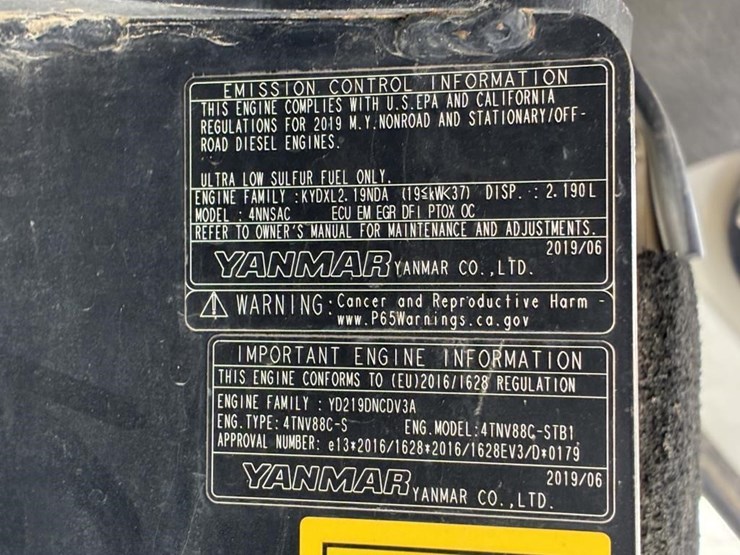 EMISSION CONTROL INFORMATION
THIS ENGINE COMPLIES WITH U.S.EPA AND CALIFORNIA
REGULATIONS FOR 2019 M.Y.NONROAD AND STATIONARY/OFF-
ROAD DIESEL ENGINES.
ULTRA LOW SULFUR FUEL ONLY.
ENGINE FAMILY : KYDXL2.19NDA (19≦kW<37) DISP. : 2.190L
MODEL : 4NNSAC ECU EM EGR DFI PTOX OC
REFER TO OWNER'S MANUAL FOR MAINTENANCE AND ADJUSTMENTS.
2019/06
YANMAR YANMAR CO.,LTD.
WARNING: Cancer and Reproductive Harm -
www.P65Warnings.ca.gov
IMPORTANT ENGINE INFORMATION
THIS ENGINE CONFORMS TO (EU)2016/1628 REGULATION
ENGINE FAMILY : YD219DNCDV3A
ENG.TYPE: 4TNV88C-S ENG.MODEL: 4TNV88C-STB1
APPROVAL NUMBER: e13*2016/1628*2016/1628EV3/D*0179
2019/06
YANMAR YANMAR CO.,LTD.